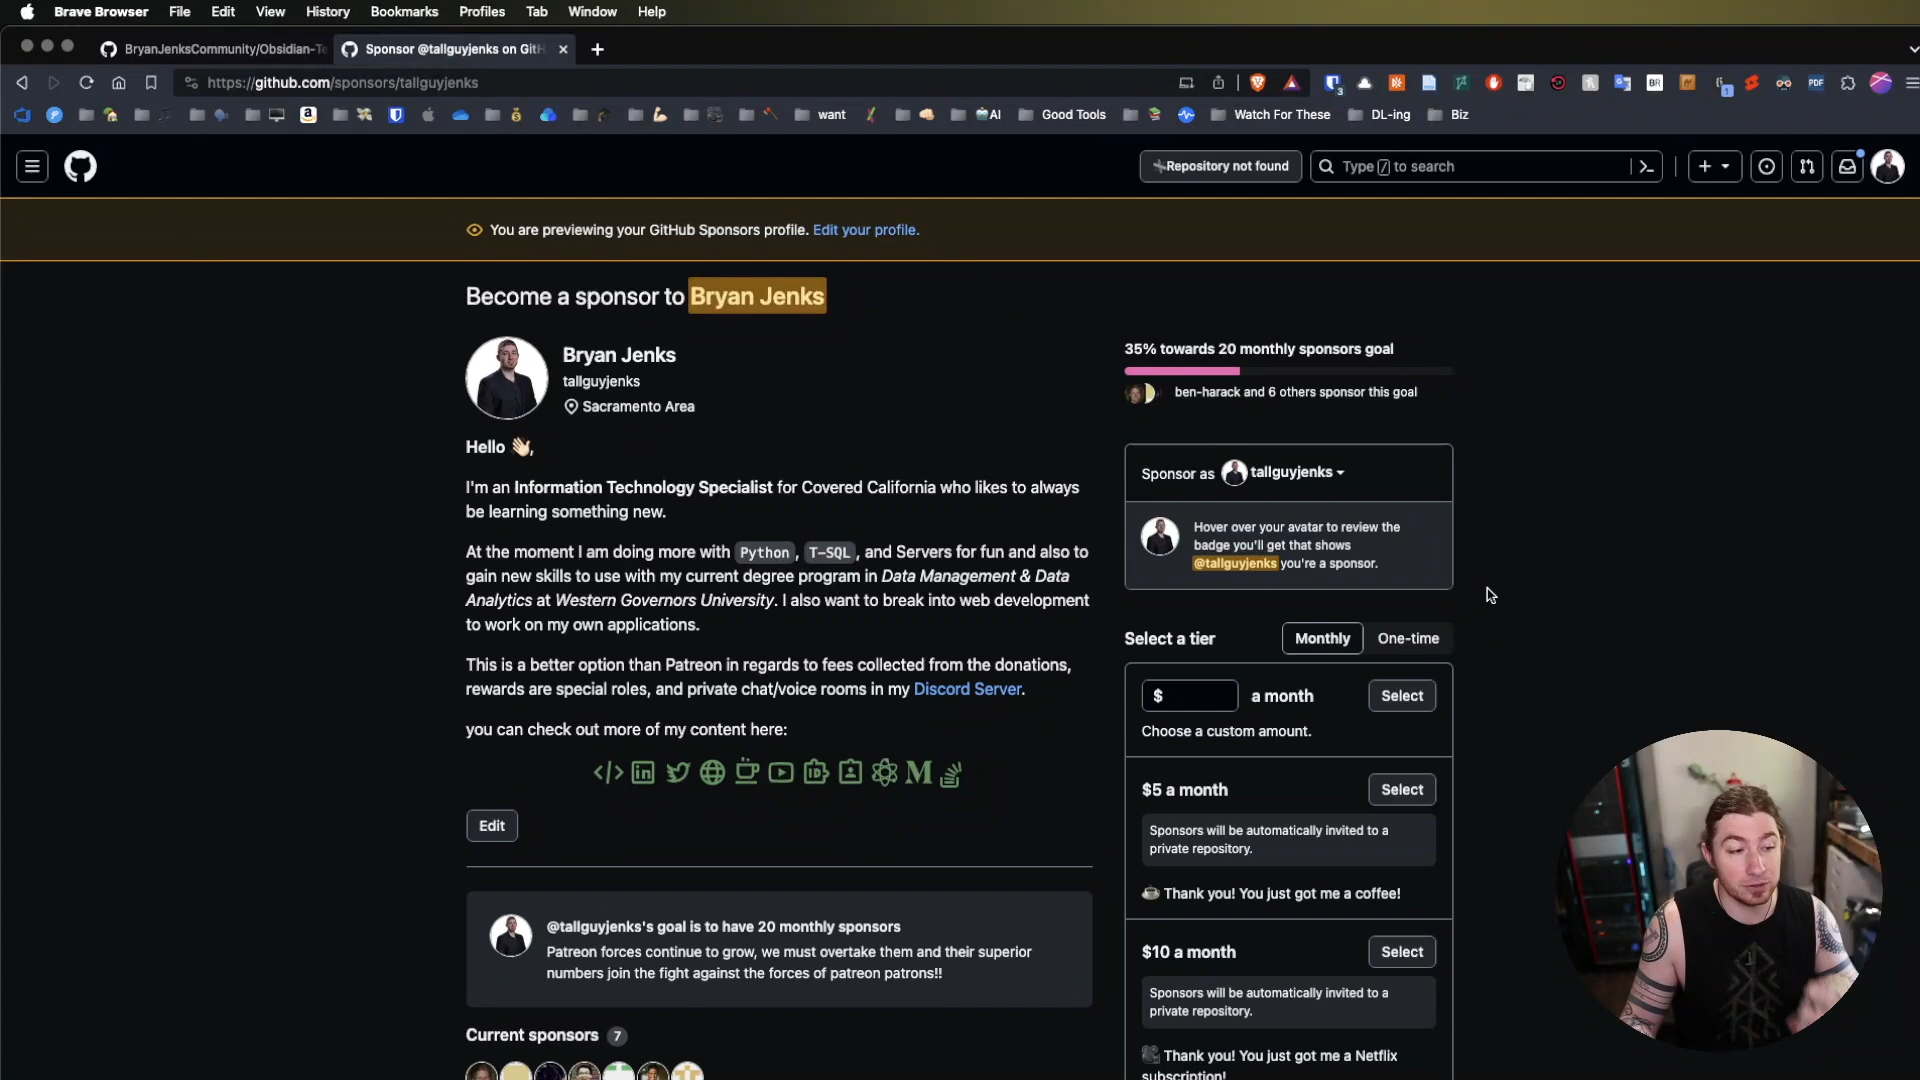 Brave Browser File Edit View History Bookmarks Profiles Tab Window Help
BryanJenksCommunity/Obsidian-Te
Sponsor @tallguyjenks on GitH
https://github.com/sponsors/tallguyjenks
want
AI
Good Tools
Watch For These
DL-ing
Biz
Repository not found
Type / to search
You are previewing your GitHub Sponsors profile. Edit your profile.
Become a sponsor to Bryan Jenks
Bryan Jenks
tallguyjenks
Sacramento Area
Hello 👋🏻,
I'm an Information Technology Specialist for Covered California who likes to always
be learning something new.
At the moment I am doing more with Python, T-SQL, and Servers for fun and also to
gain new skills to use with my current degree program in Data Management & Data
Analytics at Western Governors University. I also want to break into web development
to work on my own applications.
This is a better option than Patreon in regards to fees collected from the donations,
rewards are special roles, and private chat/voice rooms in my Discord Server.
you can check out more of my content here:
Edit
@tallguyjenks's goal is to have 20 monthly sponsors
Patreon forces continue to grow, we must overtake them and their superior
numbers join the fight against the forces of patreon patrons!!
Current sponsors 7
35% towards 20 monthly sponsors goal
ben-harack and 6 others sponsor this goal
Sponsor as tallguyjenks
Hover over your avatar to review the
badge you'll get that shows
@tallguyjenks you're a sponsor.
Select a tier
Monthly
One-time
$ a month
Select
Choose a custom amount.
$5 a month
Select
Sponsors will be automatically invited to a
private repository.
☕ Thank you! You just got me a coffee!
$10 a month
Select
Sponsors will be automatically invited to a
private repository.
🎥 Thank you! You just got me a Netflix
subscription!